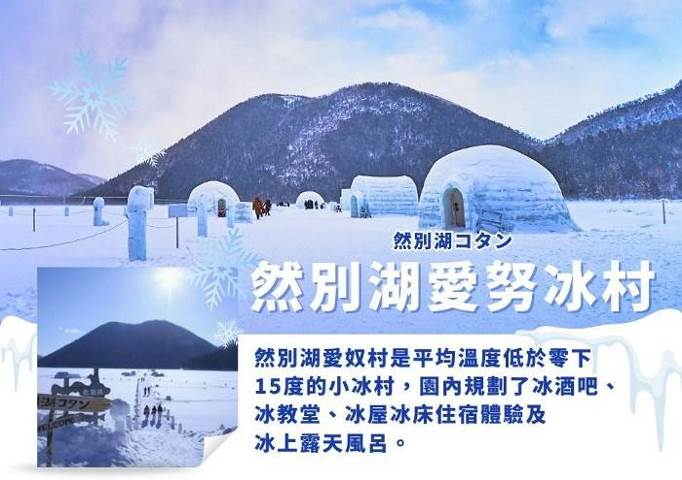 然別湖コタン
然別湖愛努冰村
然別湖愛奴村是平均溫度低於零下
15度的小冰村，園內規劃了冰酒吧、
冰教堂、冰屋冰床住宿體驗及
冰上露天風呂。
コタン